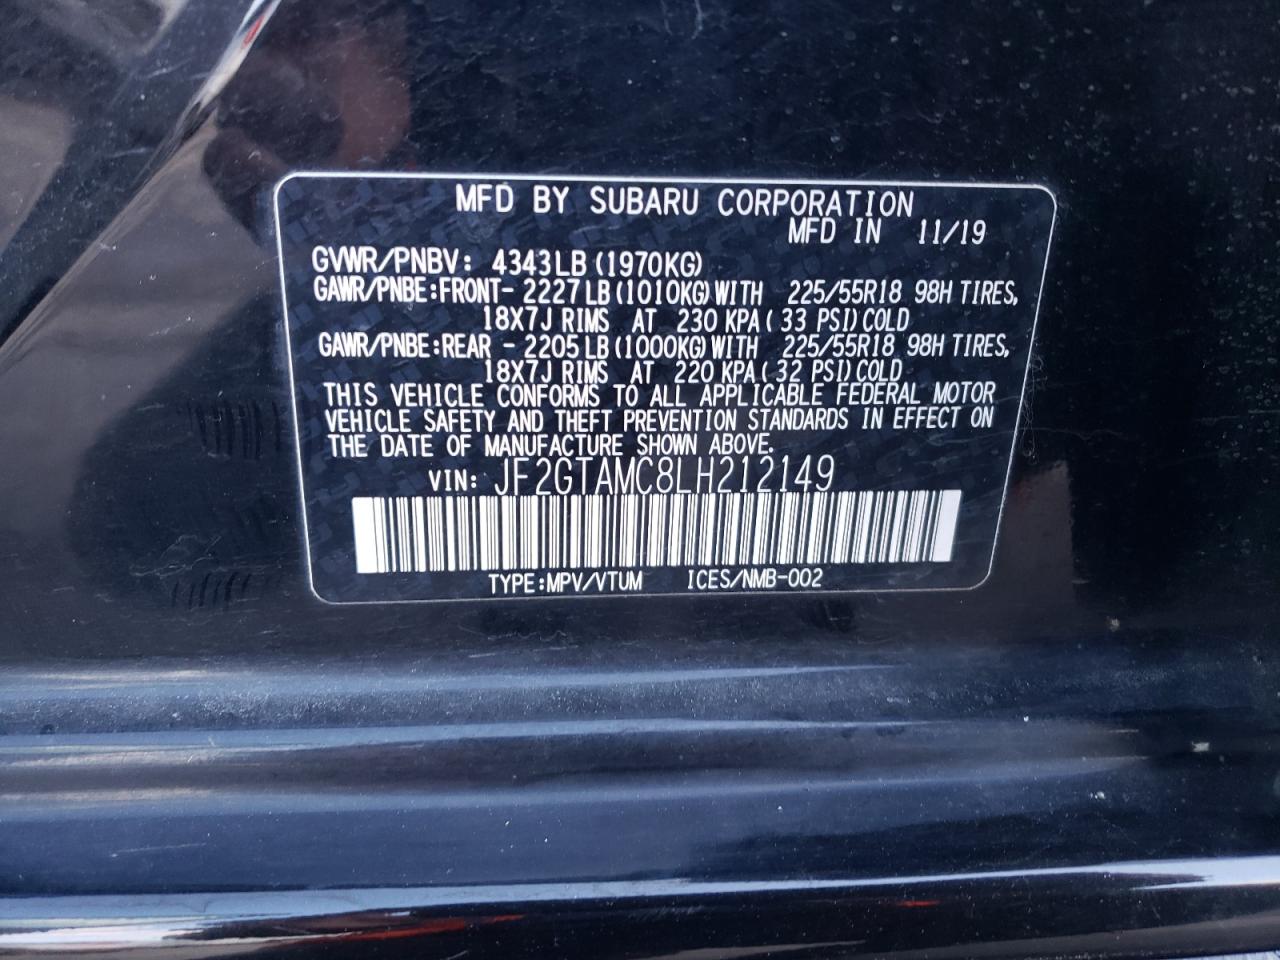 MFD BY SUBARU CORPORATION
MFD IN 11/19
GVWR/PNBV: 4343LB (1970KG)
GAWR/PNBE:FRONT- 2227LB(1010KG)WITH 225/55R18 98H TIRES,
18X7J RIMS AT 230 KPA( 33 PSI)COLD
GAWR/PNBE:REAR - 2205LB(1000KG)WITH 225/55R18 98H TIRES,
18X7J RIMS AT 220 KPA( 32 PSI)COLD
THIS VEHICLE CONFORMS TO ALL APPLICABLE FEDERAL MOTOR
VEHICLE SAFETY AND THEFT PREVENTION STANDARDS IN EFFECT ON
THE DATE OF MANUFACTURE SHOWN ABOVE.
VIN: JF2GTAMC8LH212149
TYPE:MPV/VTUM ICES/NMB-002